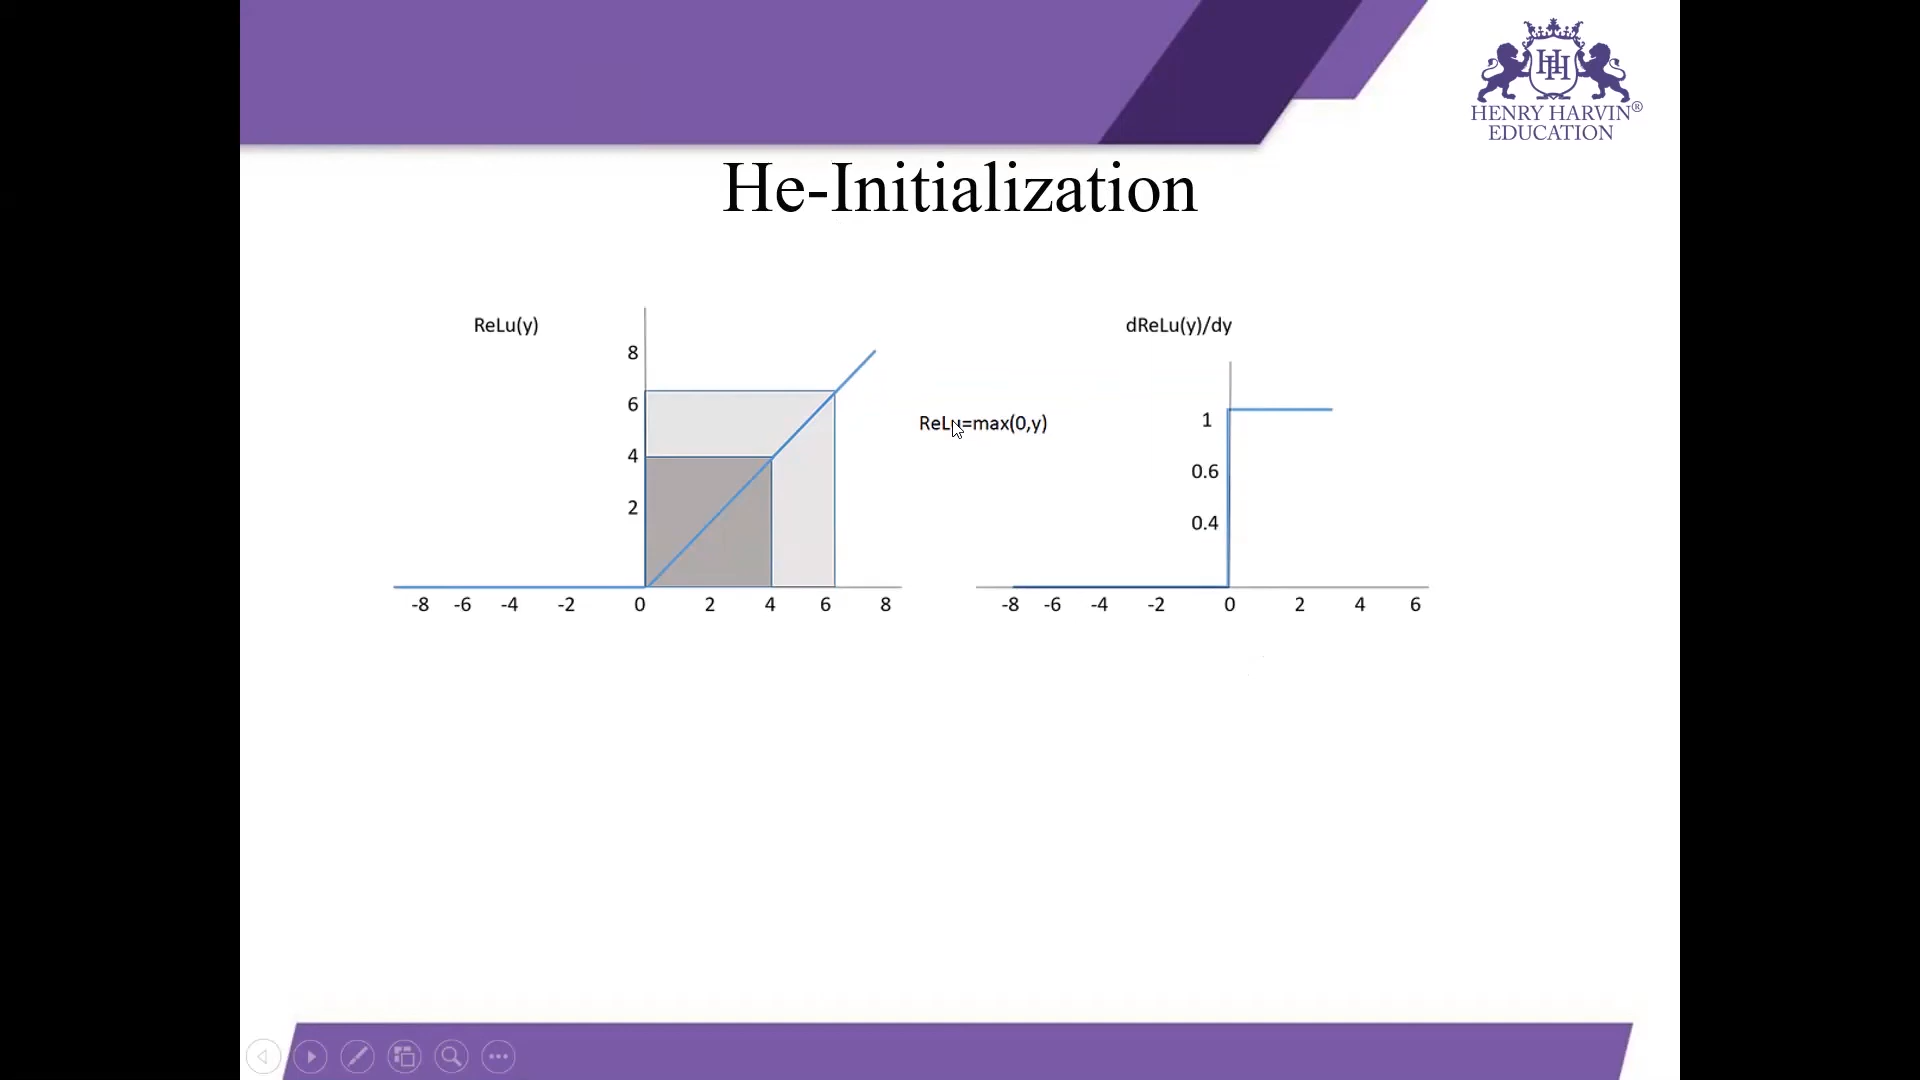 HH
HENRY HARVIN®
EDUCATION
He-Initialization
ReLu(y)
8
6
4
2
-8 -6 -4 -2 0 2 4 6 8
ReLu=max(0,y)
dReLu(y)/dy
1
0.6
0.4
-8 -6 -4 -2 0 2 4 6